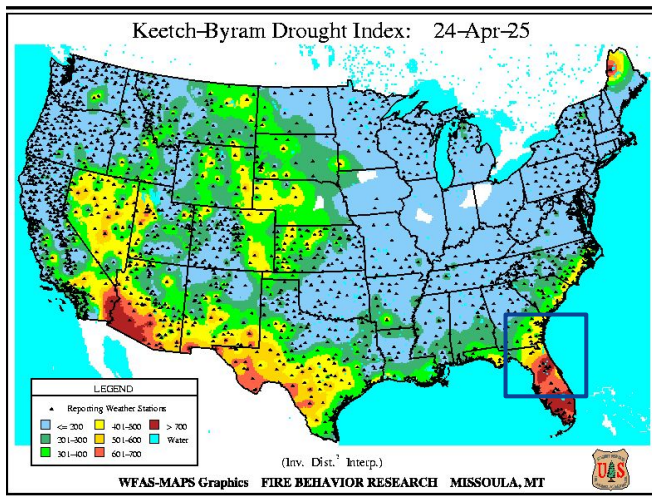 Keetch-Byram Drought Index: 24-Apr-25
LEGEND
Reporting Weather Stations
<= 200
201-300
301-400
401-500
501-600
601-700
> 700
Water
(Inv. Dist.² Interp.)
WFAS-MAPS Graphics FIRE BEHAVIOR RESEARCH MISSOULA, MT
U S